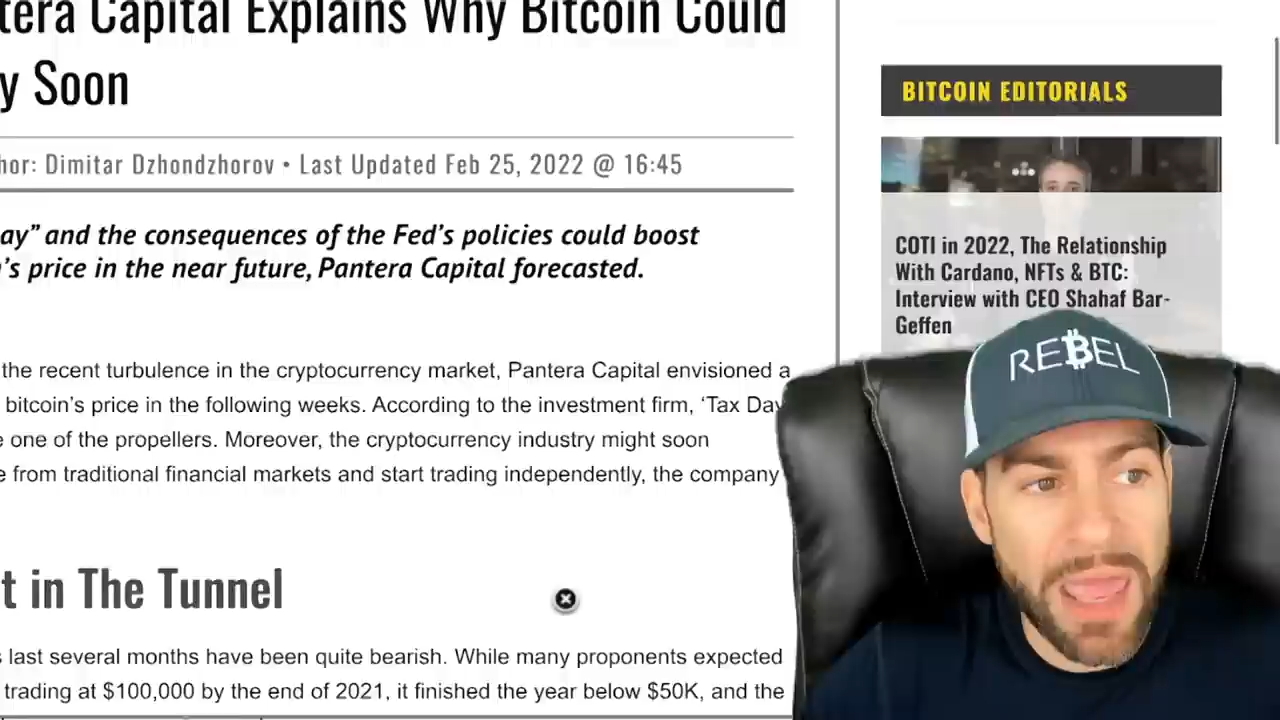 tera Capital Explains Why Bitcoin Could
y Soon
hor: Dimitar Dzhondzhorov • Last Updated Feb 25, 2022 @ 16:45
ay” and the consequences of the Fed’s policies could boost
’s price in the near future, Pantera Capital forecasted.
the recent turbulence in the cryptocurrency market, Pantera Capital envisioned a
bitcoin’s price in the following weeks. According to the investment firm, ‘Tax Day
e one of the propellers. Moreover, the cryptocurrency industry might soon
e from traditional financial markets and start trading independently, the company
t in The Tunnel
s last several months have been quite bearish. While many proponents expected
trading at $100,000 by the end of 2021, it finished the year below $50K, and the
BITCOIN EDITORIALS
COTI in 2022, The Relationship
With Cardano, NFTs & BTC:
Interview with CEO Shahaf Bar-
Geffen
REBEL